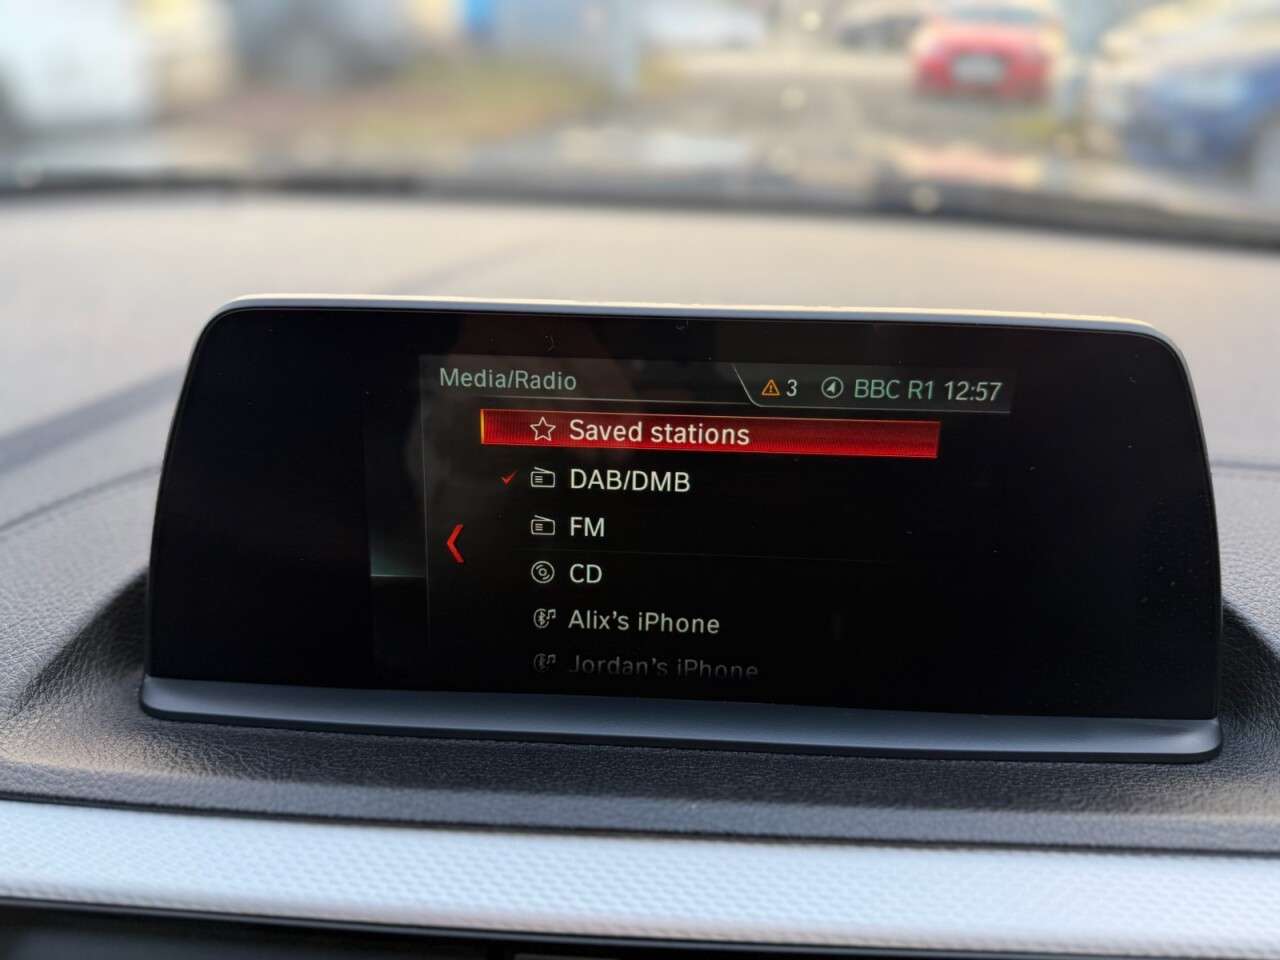 Media/Radio
3 BBC R1 12:57
Saved stations
DAB/DMB
FM
CD
Alix's iPhone
Jordan's iPhone